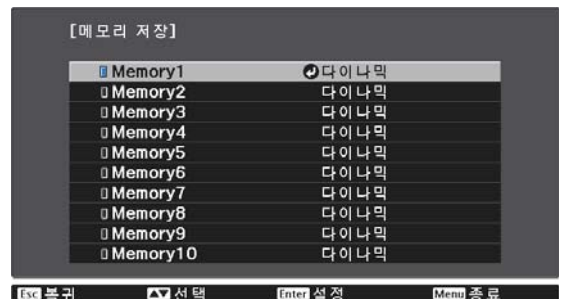 [메모리 저장]
Memory1 다이나믹
Memory2 다이나믹
Memory3 다이나믹
Memory4 다이나믹
Memory5 다이나믹
Memory6 다이나믹
Memory7 다이나믹
Memory8 다이나믹
Memory9 다이나믹
Memory10 다이나믹
Esc 복귀 선택 Enter 설정 Menu 종료